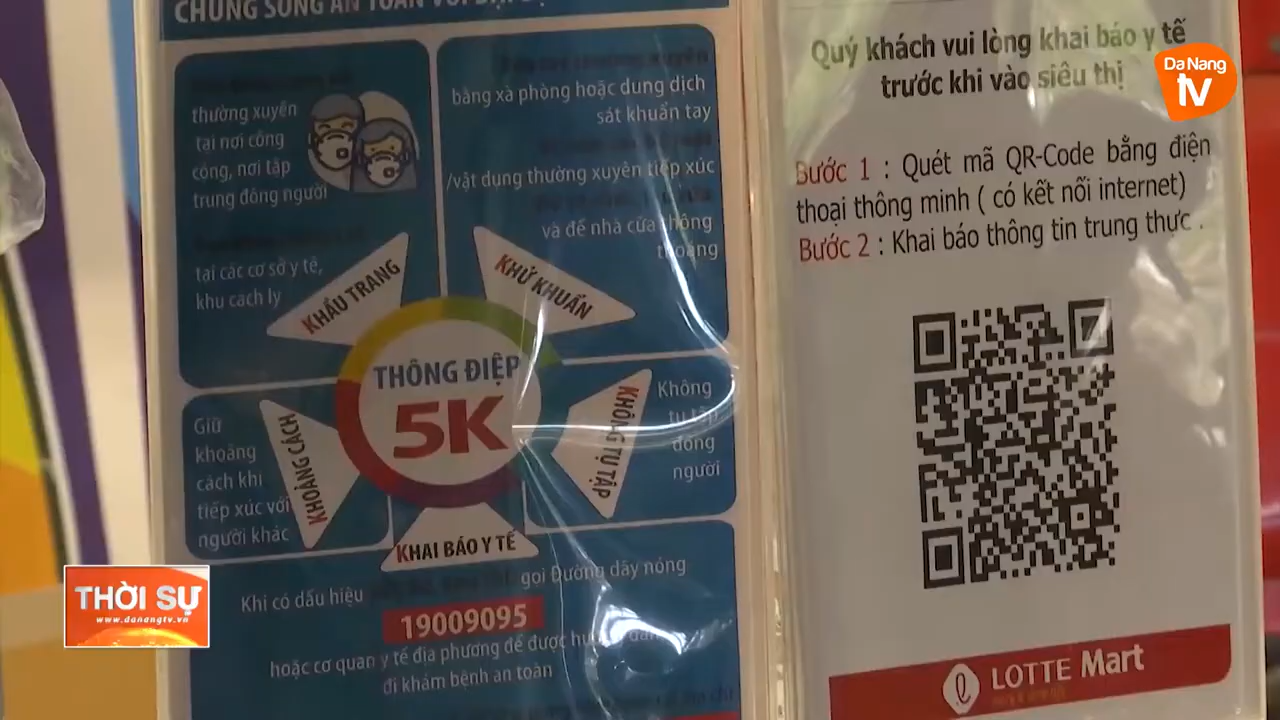 CHUNG SỐNG AN TOÀN VỚI
thường xuyên
tại nơi công
cộng, nơi tập
trung đông người
tại các cơ sở y tế,
khu cách ly
KHẨU TRANG
bằng xà phòng hoặc dung dịch
sát khuẩn tay
/vật dụng thường xuyên tiếp xúc
và để nhà cửa thông
thoáng
KHỬ KHUẨN
THÔNG ĐIỆP
5K
Giữ
khoảng
cách khi
tiếp xúc với
người khác
KHOẢNG CÁCH
KHÔNG TỤ TẬP
Không
tụ tập
đông
người
KHAI BÁO Y TẾ
Khi có dấu hiệu
gọi Đường dây nóng
19009095
hoặc cơ quan y tế địa phương để được
đi khám bệnh an toàn
Quý khách vui lòng khai báo y tế
trước khi vào siêu thị
Bước 1 : Quét mã QR-Code bằng điện
thoại thông minh ( có kết nối internet)
Bước 2 : Khai báo thông tin trung thực .
LOTTE Mart
Da Nang
tv
THỜI SỰ
www.danangtv.vn